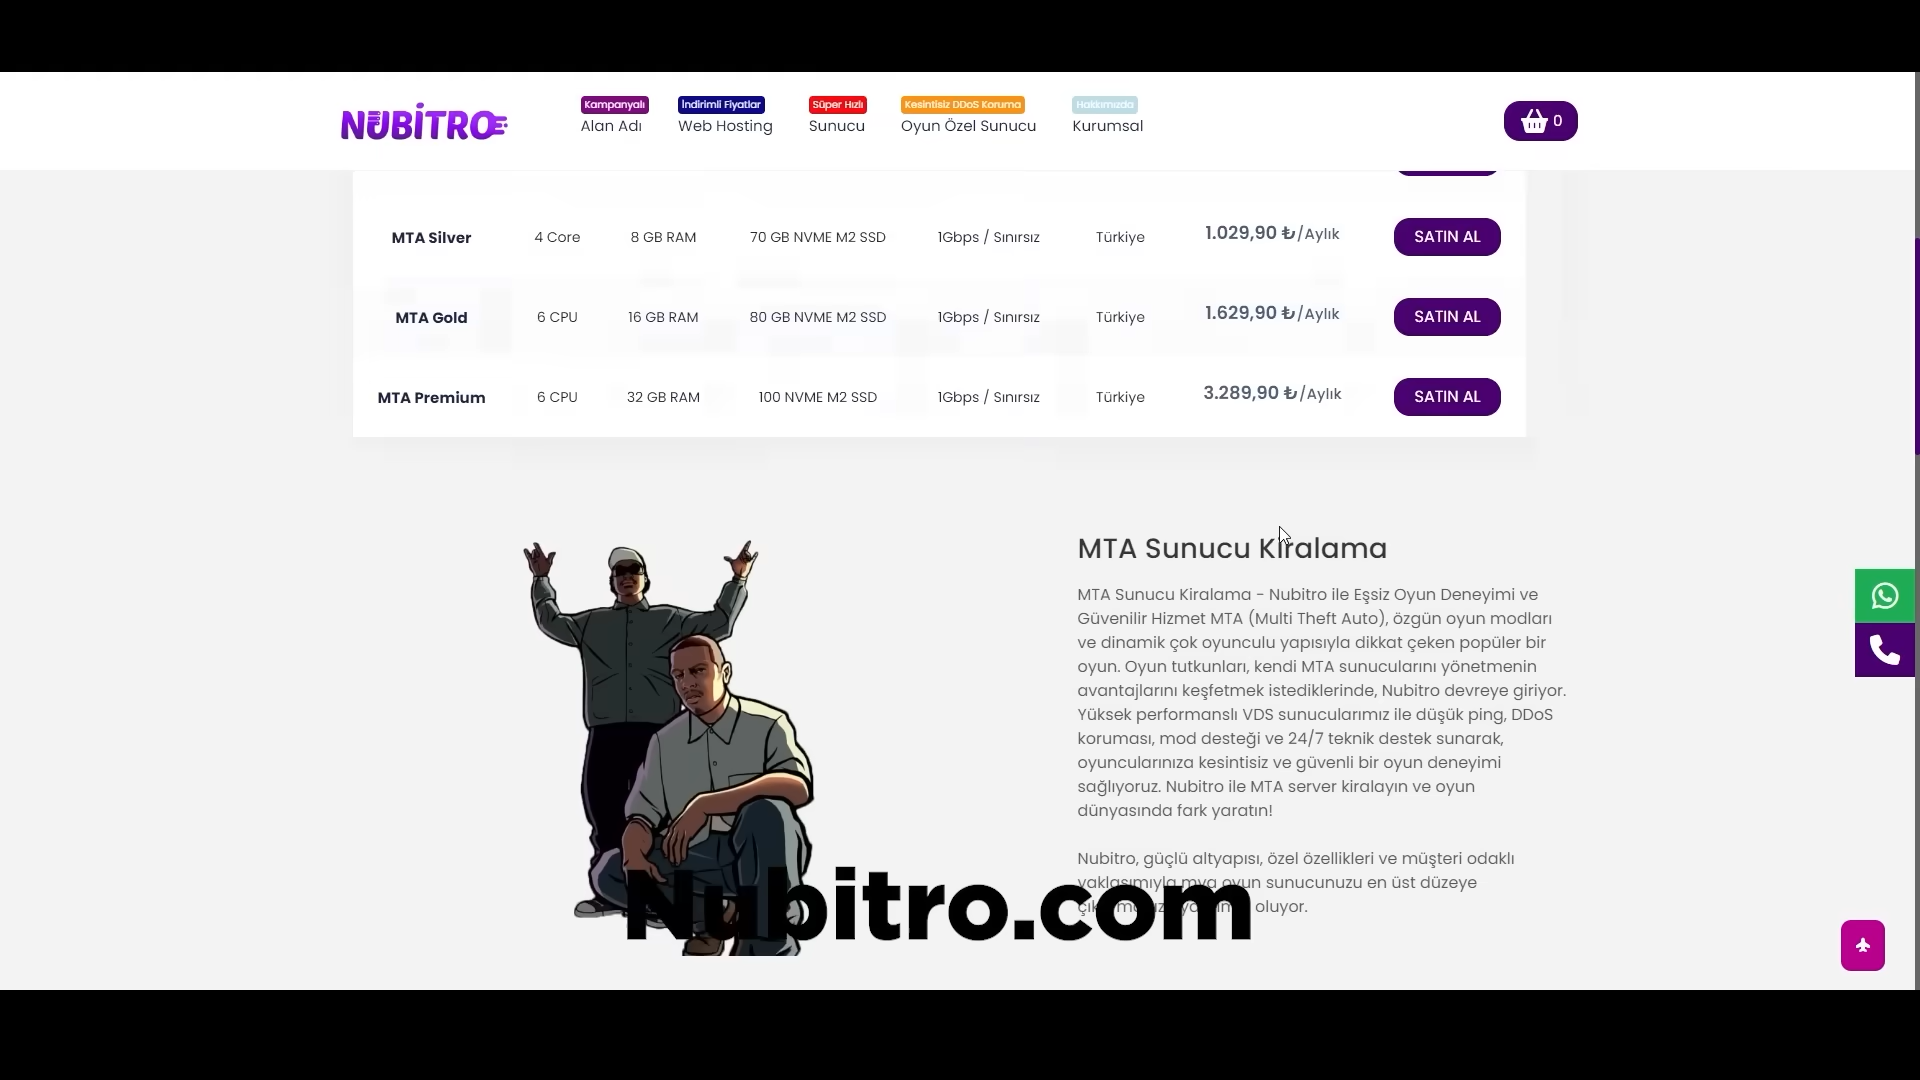 NUBİTRO
Kampanyalı
Alan Adı
İndirimli Fiyatlar
Web Hosting
Süper Hızlı
Sunucu
Kesintisiz DDoS Koruma
Oyun Özel Sunucu
Hakkımızda
Kurumsal
0
MTA Silver 4 Core 8 GB RAM 70 GB NVME M2 SSD 1Gbps / Sınırsız Türkiye 1.029,90 ₺/Aylık SATIN AL
MTA Gold 6 CPU 16 GB RAM 80 GB NVME M2 SSD 1Gbps / Sınırsız Türkiye 1.629,90 ₺/Aylık SATIN AL
MTA Premium 6 CPU 32 GB RAM 100 NVME M2 SSD 1Gbps / Sınırsız Türkiye 3.289,90 ₺/Aylık SATIN AL
MTA Sunucu Kiralama
MTA Sunucu Kiralama - Nubitro ile Eşsiz Oyun Deneyimi ve
Güvenilir Hizmet MTA (Multi Theft Auto), özgün oyun modları
ve dinamik çok oyunculu yapısıyla dikkat çeken popüler bir
oyun. Oyun tutkunları, kendi MTA sunucularını yönetmenin
avantajlarını keşfetmek istediklerinde, Nubitro devreye giriyor.
Yüksek performanslı VDS sunucularımız ile düşük ping, DDoS
koruması, mod desteği ve 24/7 teknik destek sunarak,
oyuncularınıza kesintisiz ve güvenli bir oyun deneyimi
sağlıyoruz. Nubitro ile MTA server kiralayın ve oyun
dünyasında fark yaratın!
Nubitro, güçlü altyapısı, özel özellikleri ve müşteri odaklı
yaklaşımıyla mya oyun sunucunuzu en üst düzeye
oluyor.
Nubitro.com